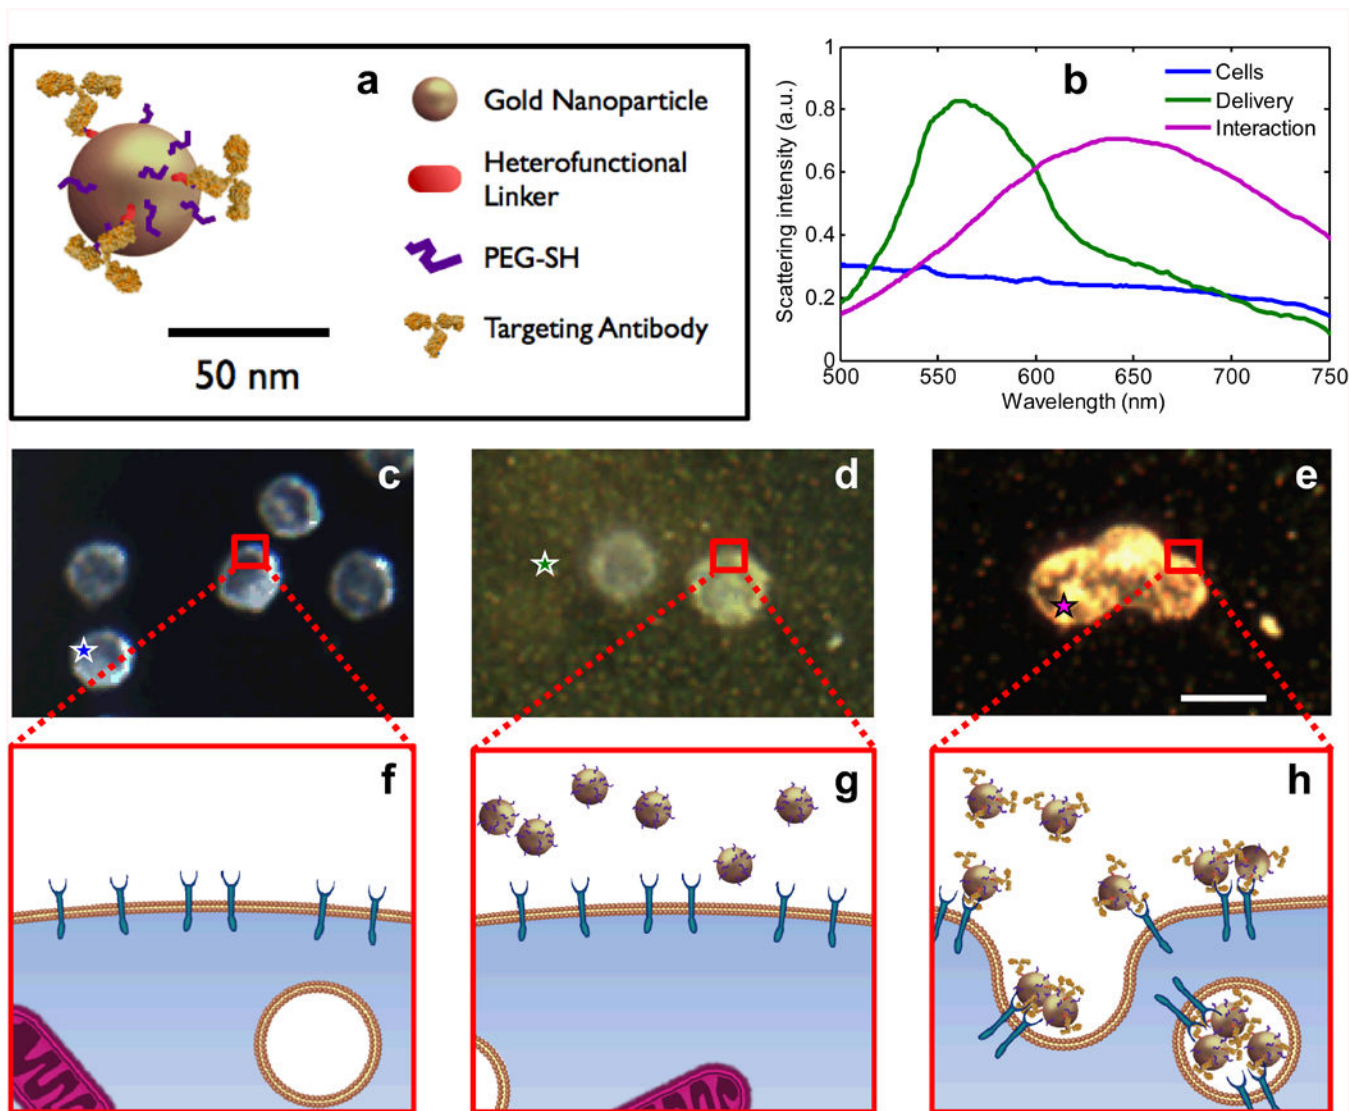 a
Gold Nanoparticle
Heterofunctional
Linker
PEG-SH
Targeting Antibody
50 nm
b
Cells
Delivery
Interaction
Scattering intensity (a.u.)
1
0.8
0.6
0.4
0.2
0
500 550 600 650 700 750
Wavelength (nm)
c
d
e
f
g
h